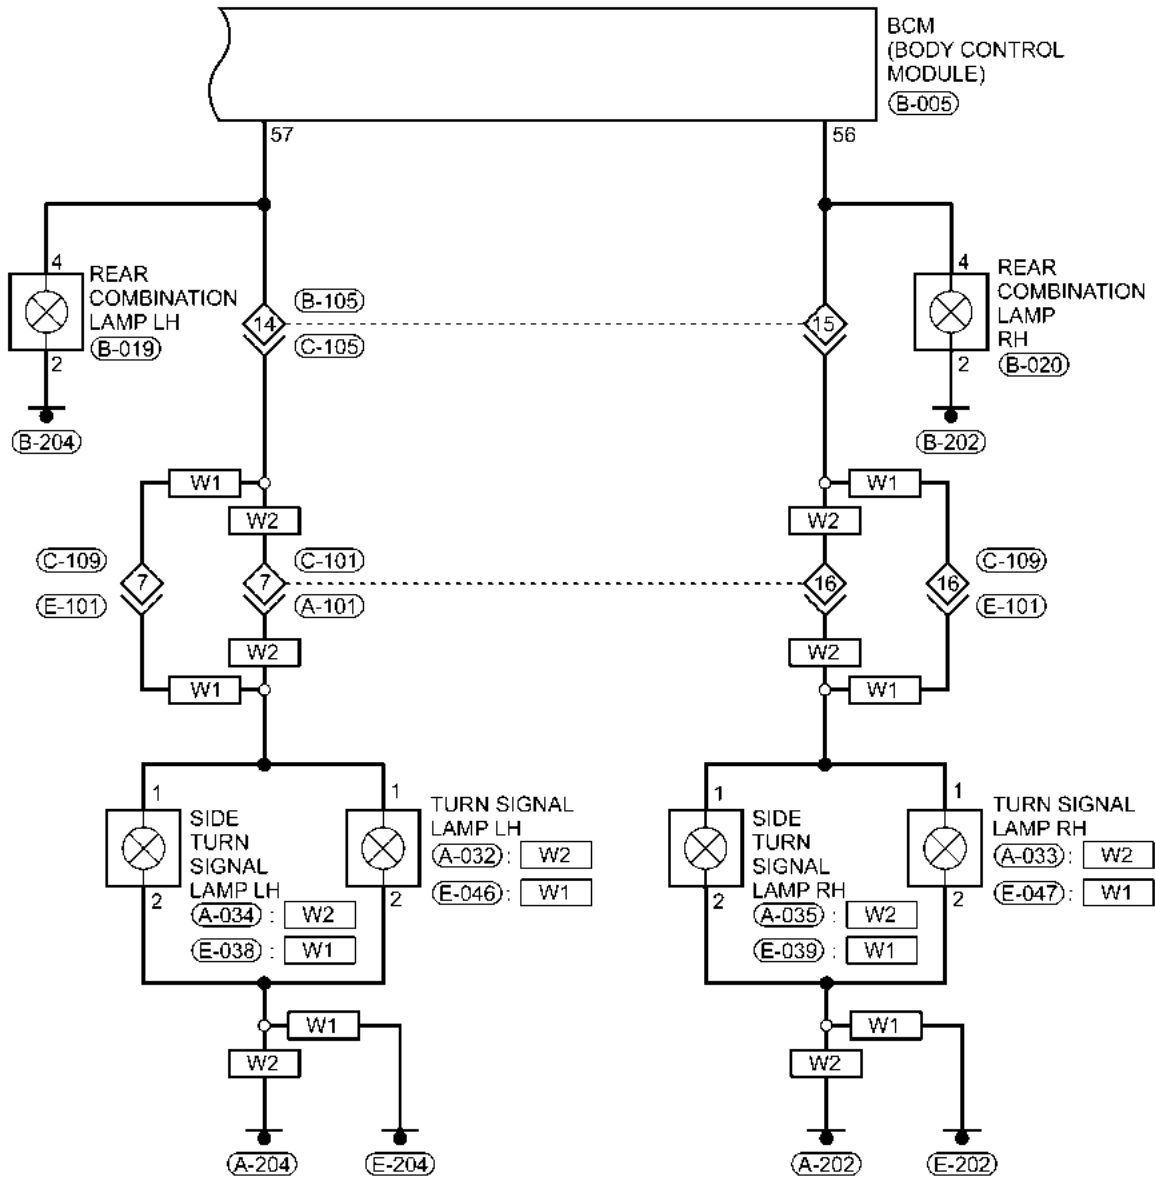 BCM
(BODY CONTROL
MODULE)
B-005
57
56
4
REAR
COMBINATION
LAMP LH
B-019
2
B-204
B-105
14
C-105
15
4
REAR
COMBINATION
LAMP
RH
B-020
2
B-202
W1
W2
W1
W2
C-109
7
E-101
C-101
7
A-101
16
C-109
16
E-101
W2
W1
W2
W1
1
SIDE
TURN
SIGNAL
LAMP LH
2
A-034 : W2
E-038 : W1
1
TURN SIGNAL
LAMP LH
A-032 : W2
E-046 : W1
2
1
SIDE
TURN
SIGNAL
LAMP RH
2
A-035 : W2
E-039 : W1
1
TURN SIGNAL
LAMP RH
A-033 : W2
E-047 : W1
2
W1
W2
A-204
E-204
W1
W2
A-202
E-202